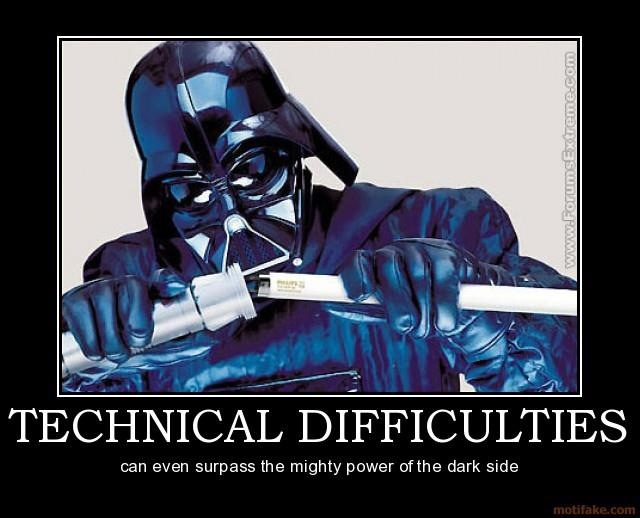 www.ForumsExtreme.com
PHILIPS
TECHNICAL DIFFICULTIES
can even surpass the mighty power of the dark side
motifake.com